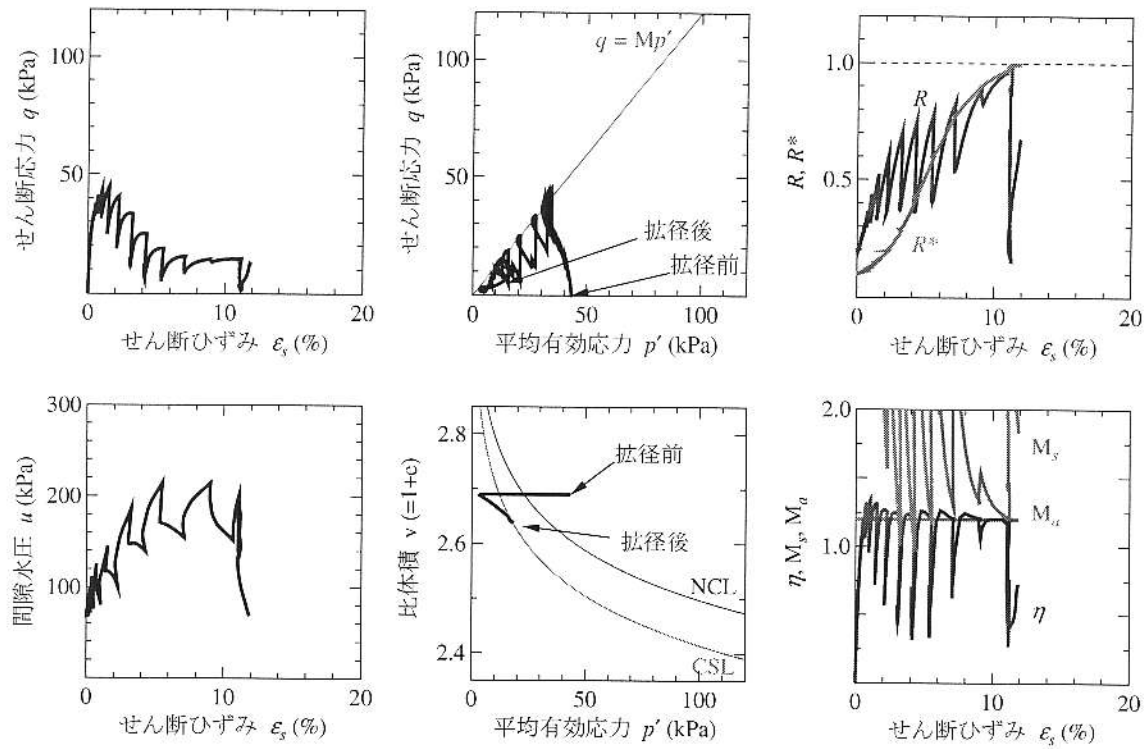 せん断応力 q (kPa)
100
50
0
10
20
せん断ひずみ εs (%)
せん断応力 q (kPa)
100
50
q = Mp′
拡径後
拡径前
0
50
100
平均有効応力 p′ (kPa)
R, R*
1.0
0.5
R
R*
0
10
20
せん断ひずみ εs (%)
間隙水圧 u (kPa)
300
200
100
0
10
20
せん断ひずみ εs (%)
比体積 v (=1+e)
2.8
2.6
2.4
拡径前
拡径後
NCL
CSL
0
50
100
平均有効応力 p′ (kPa)
η, Ms, Ma
2.0
1.0
Ms
Ma
η
0
10
20
せん断ひずみ εs (%)